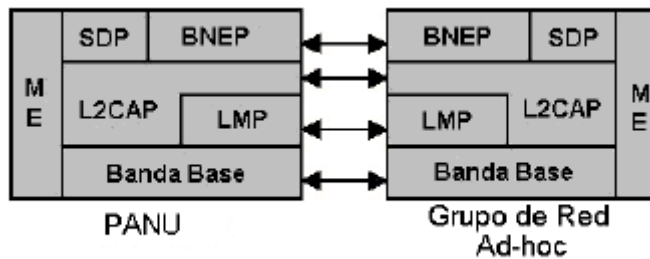 SDP BNEP BNEP SDP
M E L2CAP LMP LMP L2CAP M E
Banda Base Banda Base
PANU Grupo de Red
Ad-hoc